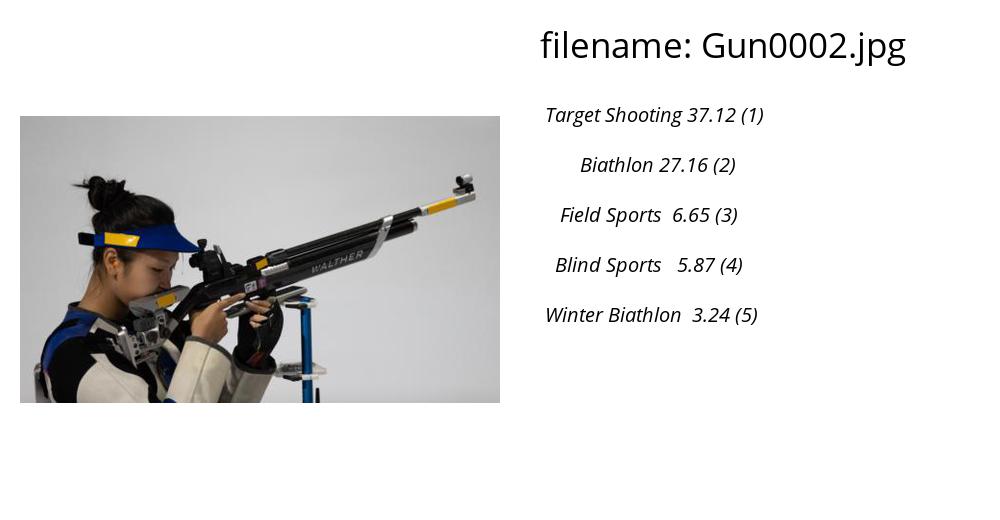 filename: Gun0002.jpg
Target Shooting 37.12 (1)
Biathlon 27.16 (2)
Field Sports 6.65 (3)
Blind Sports 5.87 (4)
Winter Biathlon 3.24 (5)
WALTHER